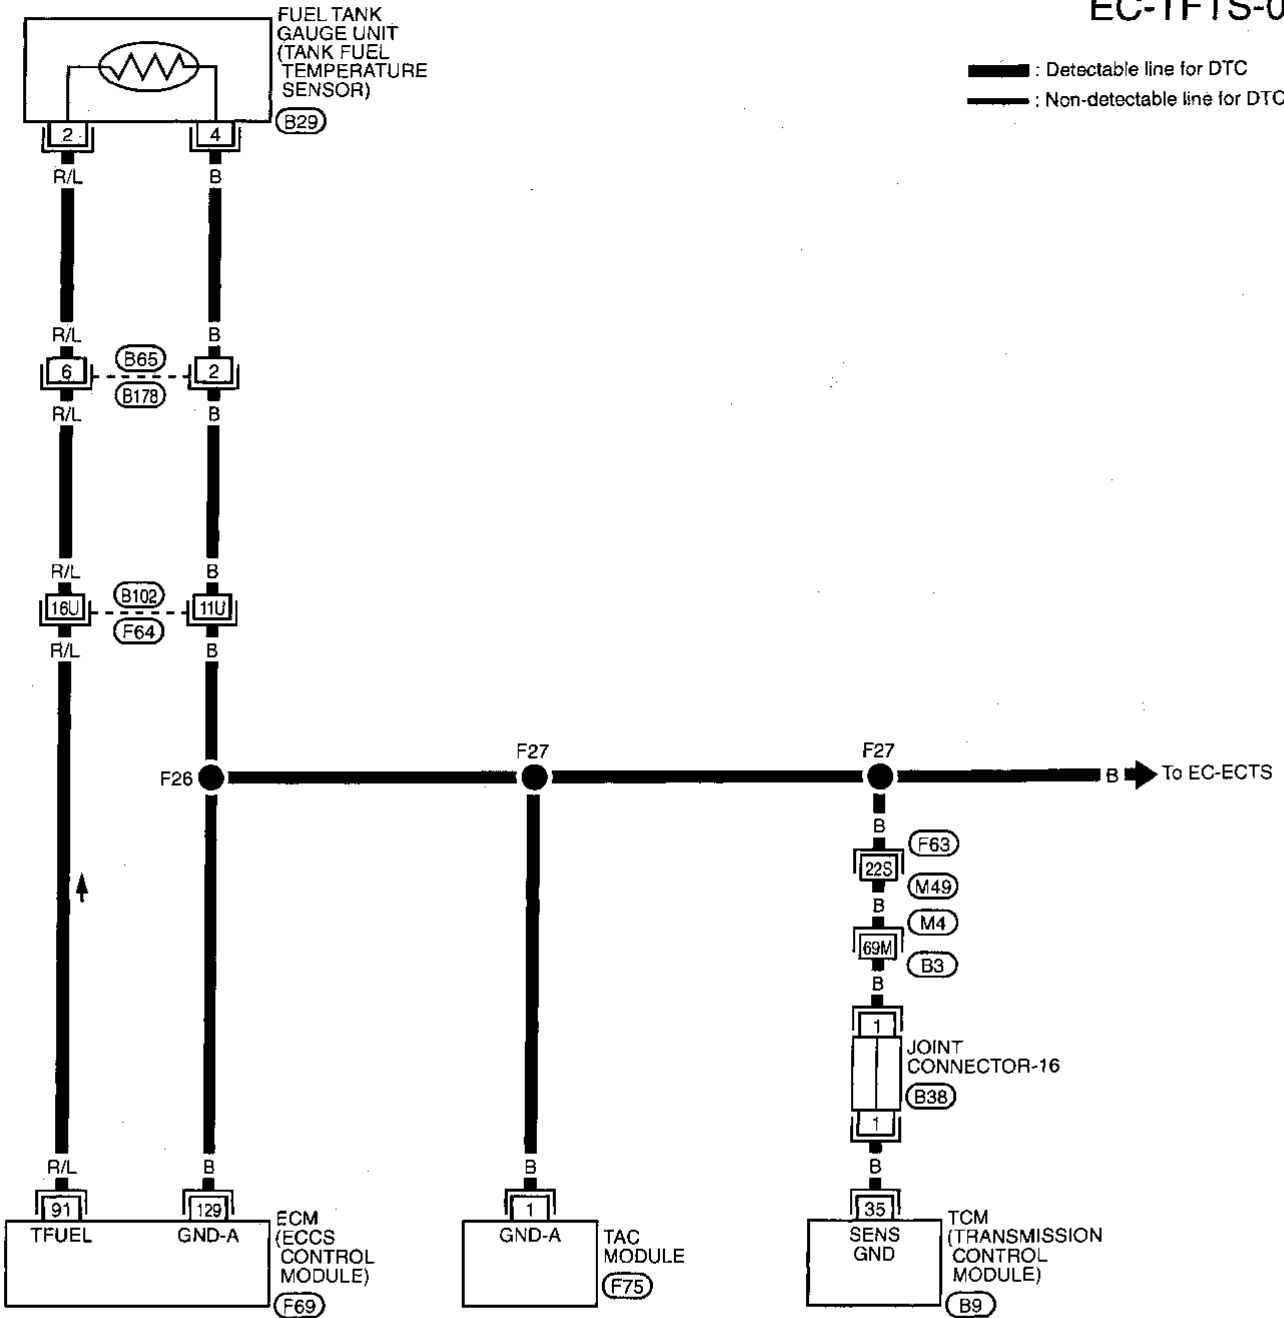 EC-TFTS-0
FUEL TANK
GAUGE UNIT
(TANK FUEL
TEMPERATURE
SENSOR)
B29
: Detectable line for DTC
: Non-detectable line for DTC
2
4
R/L
B
R/L
B
6
B65
2
B178
R/L
B
R/L
B
16U
B102
11U
F64
R/L
B
F26
F27
F27
B
To EC-ECTS
B
F63
22S
M49
B
M4
69M
B3
B
1
JOINT
CONNECTOR-16
B38
1
R/L
B
B
B
91
129
1
35
TFUEL
GND-A
ECM
(ECCS
CONTROL
MODULE)
F69
GND-A
TAC
MODULE
F75
SENS
GND
TCM
(TRANSMISSION
CONTROL
MODULE)
B9